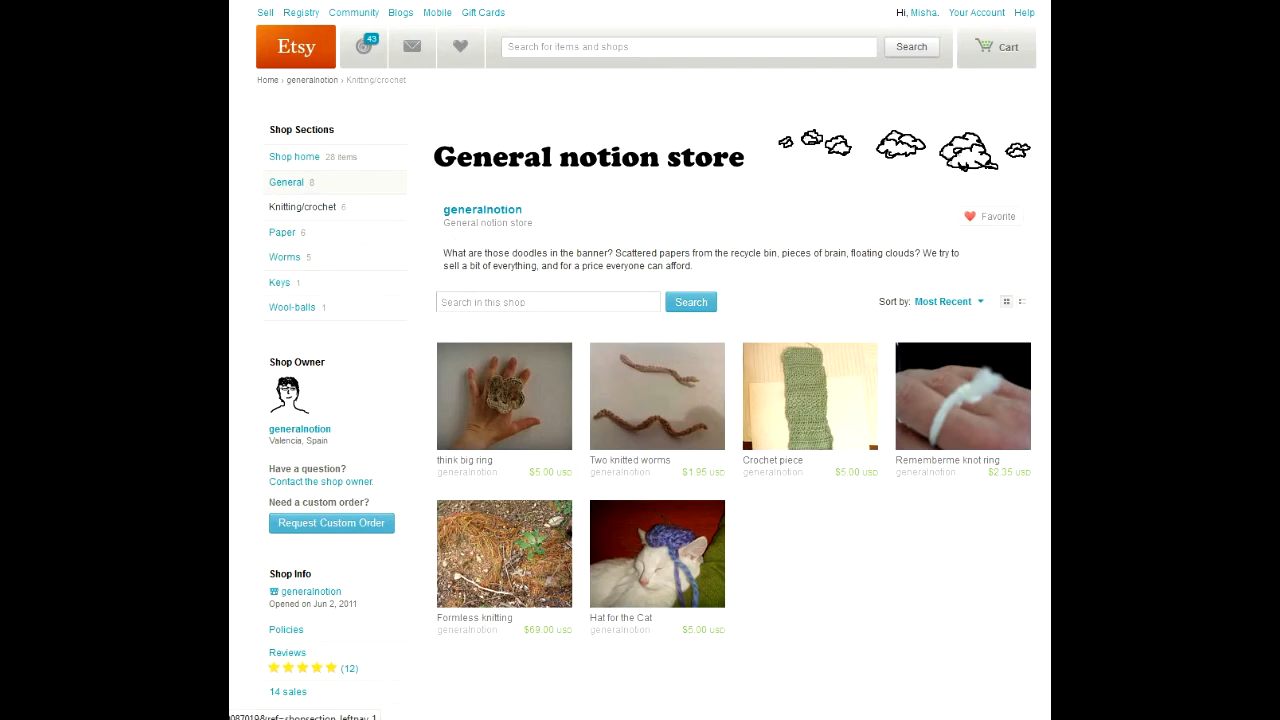 Sell Registry Community Blogs Mobile Gift Cards Hi, Misha. Your Account Help
Etsy 43 Search for items and shops Search Cart
Home › generalnotion › Knitting/crochet
Shop Sections
Shop home 28 items
General 8
Knitting/crochet 6
Paper 6
Worms 5
Keys 1
Wool-balls 1
Shop Owner
generalnotion
Valencia, Spain
Have a question?
Contact the shop owner.
Need a custom order?
Request Custom Order
Shop Info
generalnotion
Opened on Jun 2, 2011
Policies
Reviews
(12)
14 sales
General notion store
generalnotion
General notion store
Favorite
What are those doodles in the banner? Scattered papers from the recycle bin, pieces of brain, floating clouds? We try to
sell a bit of everything, and for a price everyone can afford.
Search in this shop Search Sort by: Most Recent
think big ring
generalnotion $5.00 USD
Two knitted worms
generalnotion $1.95 USD
Crochet piece
generalnotion $5.00 USD
Rememberme knot ring
generalnotion $2.35 USD
Formless knitting
generalnotion $69.00 USD
Hat for the Cat
generalnotion $5.00 USD